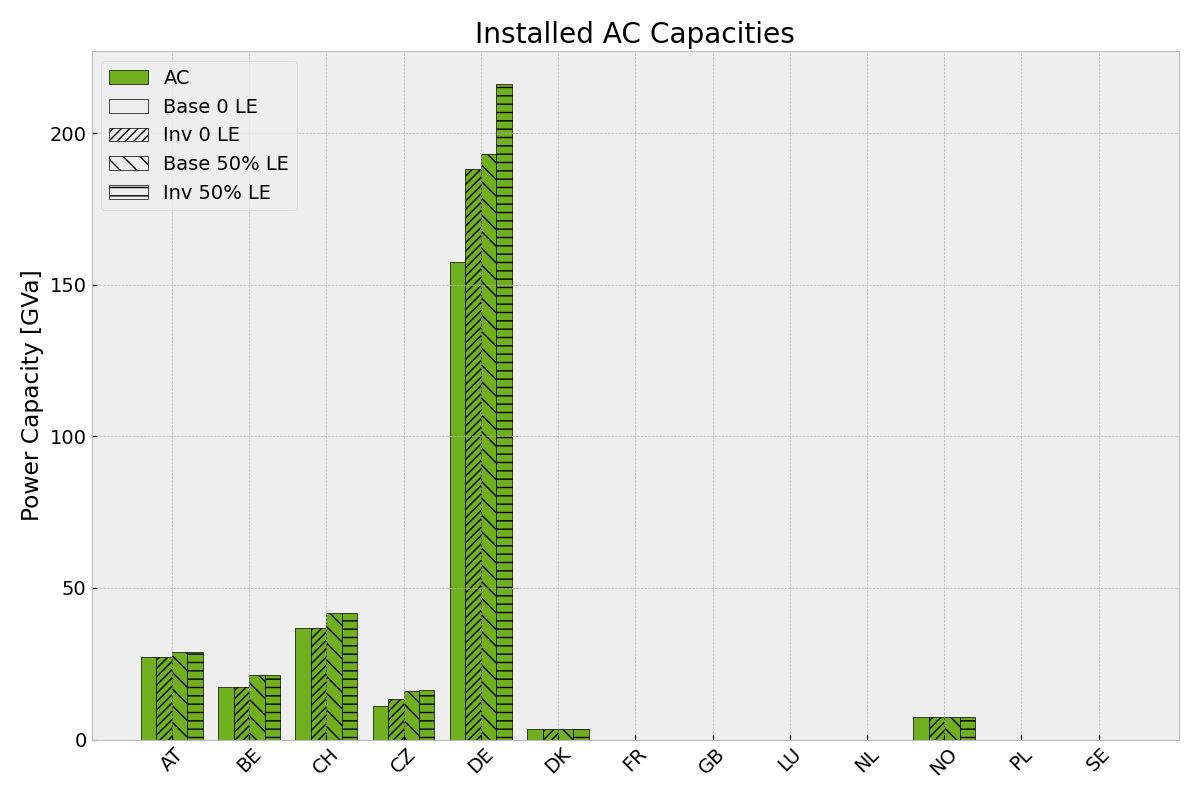 Installed AC Capacities
AC
Base 0 LE
Inv 0 LE
Base 50% LE
Inv 50% LE
Power Capacity [GVa]
200
150
100
50
0
AT BE CH CZ DE DK FR GB LU NL NO PL SE